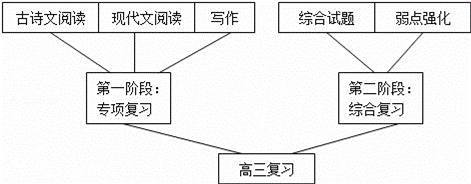 古诗文阅读 现代文阅读 写作 综合试题 弱点强化
第一阶段: 第二阶段:
专项复习 综合复习
高三复习